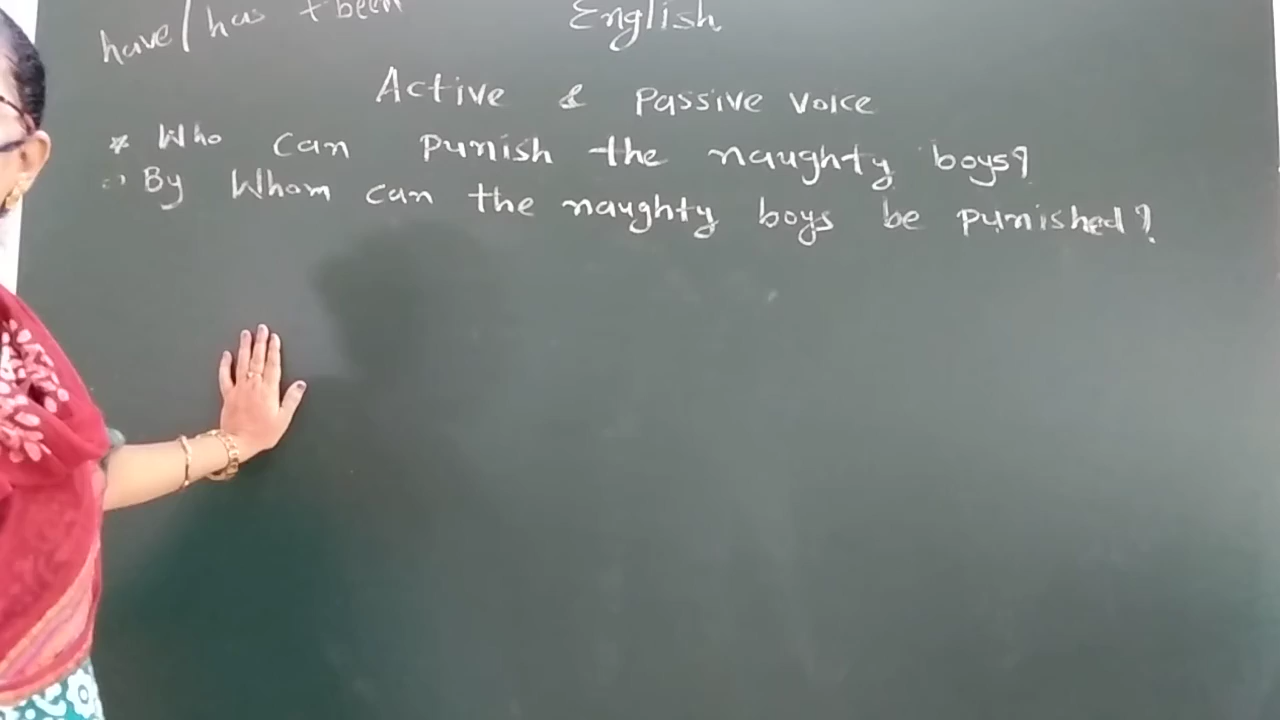 have/has + been
English
Active & Passive Voice
* Who can punish the naughty boys?
By Whom can the naughty boys be punished?